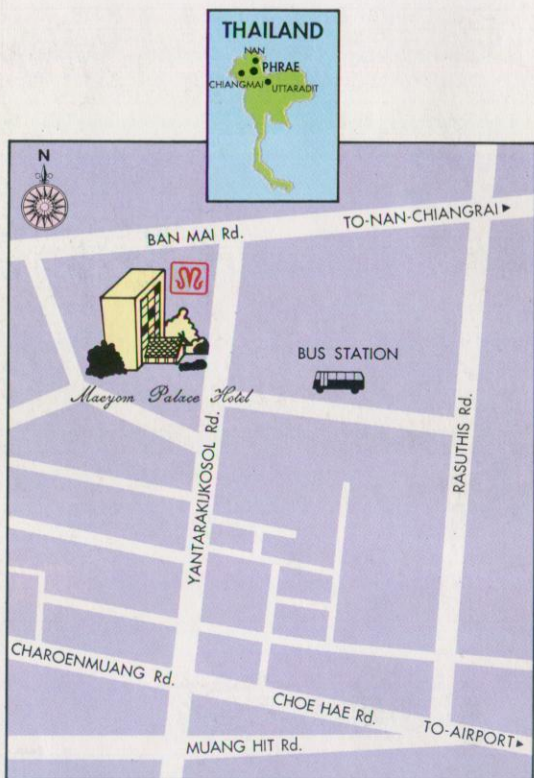 THAILAND
NAN
PHRAE
CHIANGMAI
UTTARADIT
N
BAN MAI Rd.
TO-NAN-CHIANGRAI
BUS STATION
Maeyom Palace Hotel
YANTARAKIJKOSOL Rd.
RASUTHIS Rd.
CHAROENMUANG Rd.
CHOE HAE Rd.
TO-AIRPORT
MUANG HIT Rd.